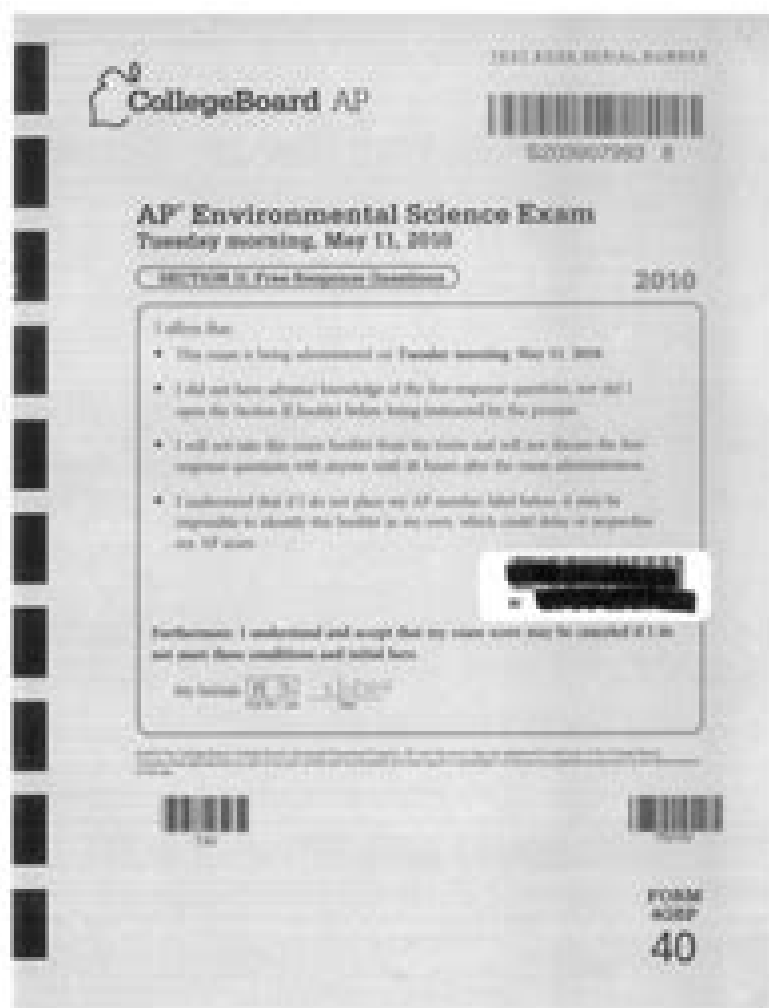 TEST BOOK SERIAL NUMBER
CollegeBoard AP
AP® Environmental Science Exam
Tuesday morning, May 11, 2010
SECTION II: Free-Response Questions
2010
I affirm that:
• This exam is being administered on Tuesday morning, May 11, 2010
• I did not have advance knowledge of the free-response questions, nor did I
open the Section II booklet before being instructed by the proctor.
• I will not take this exam booklet from the room and will not discuss the free-
response questions with anyone until 48 hours after the exam administration.
• I understand that if I do not place my AP number label below, it may be
impossible to identify this booklet as my own, which could delay or jeopardize
my AP score.
Furthermore, I understand and accept that my exam score may be canceled if I do
not meet these conditions and initial here.
My Initials
FORM
40